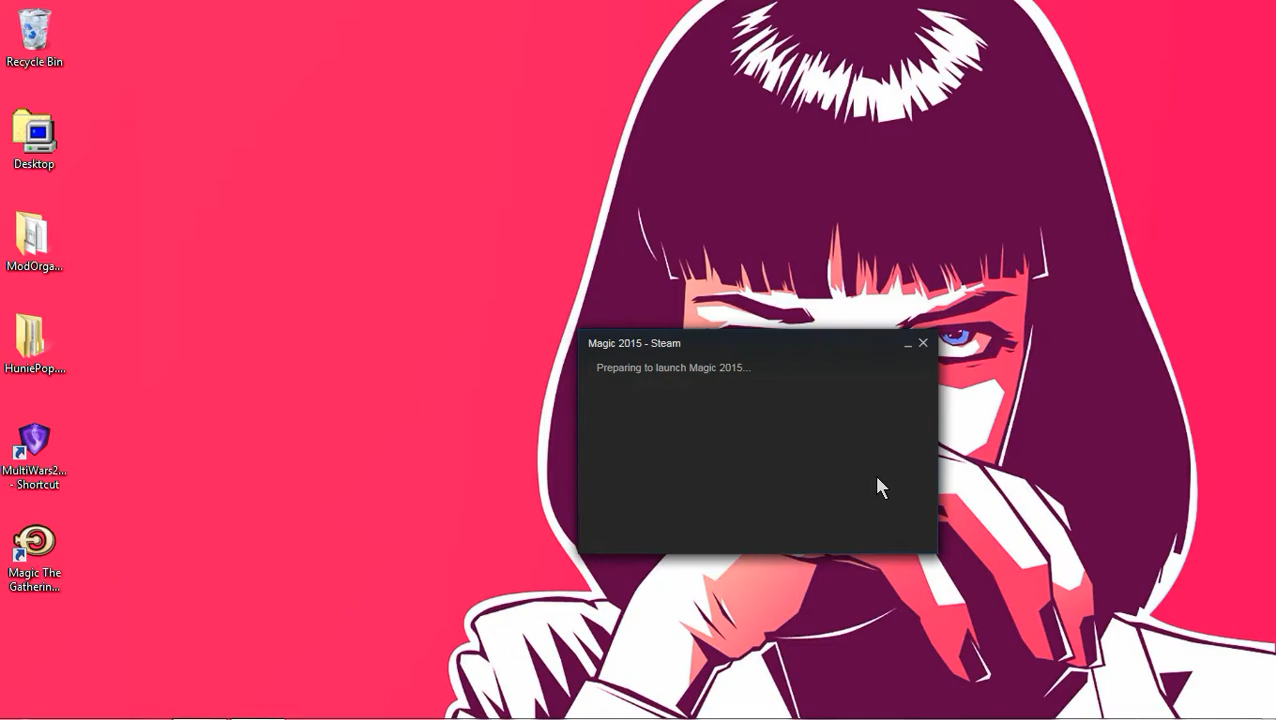 Recycle Bin
Desktop
ModOrga...
HuniePop....
MultiWars2...
- Shortcut
Magic The
Gatherin...
Magic 2015 - Steam
Preparing to launch Magic 2015...